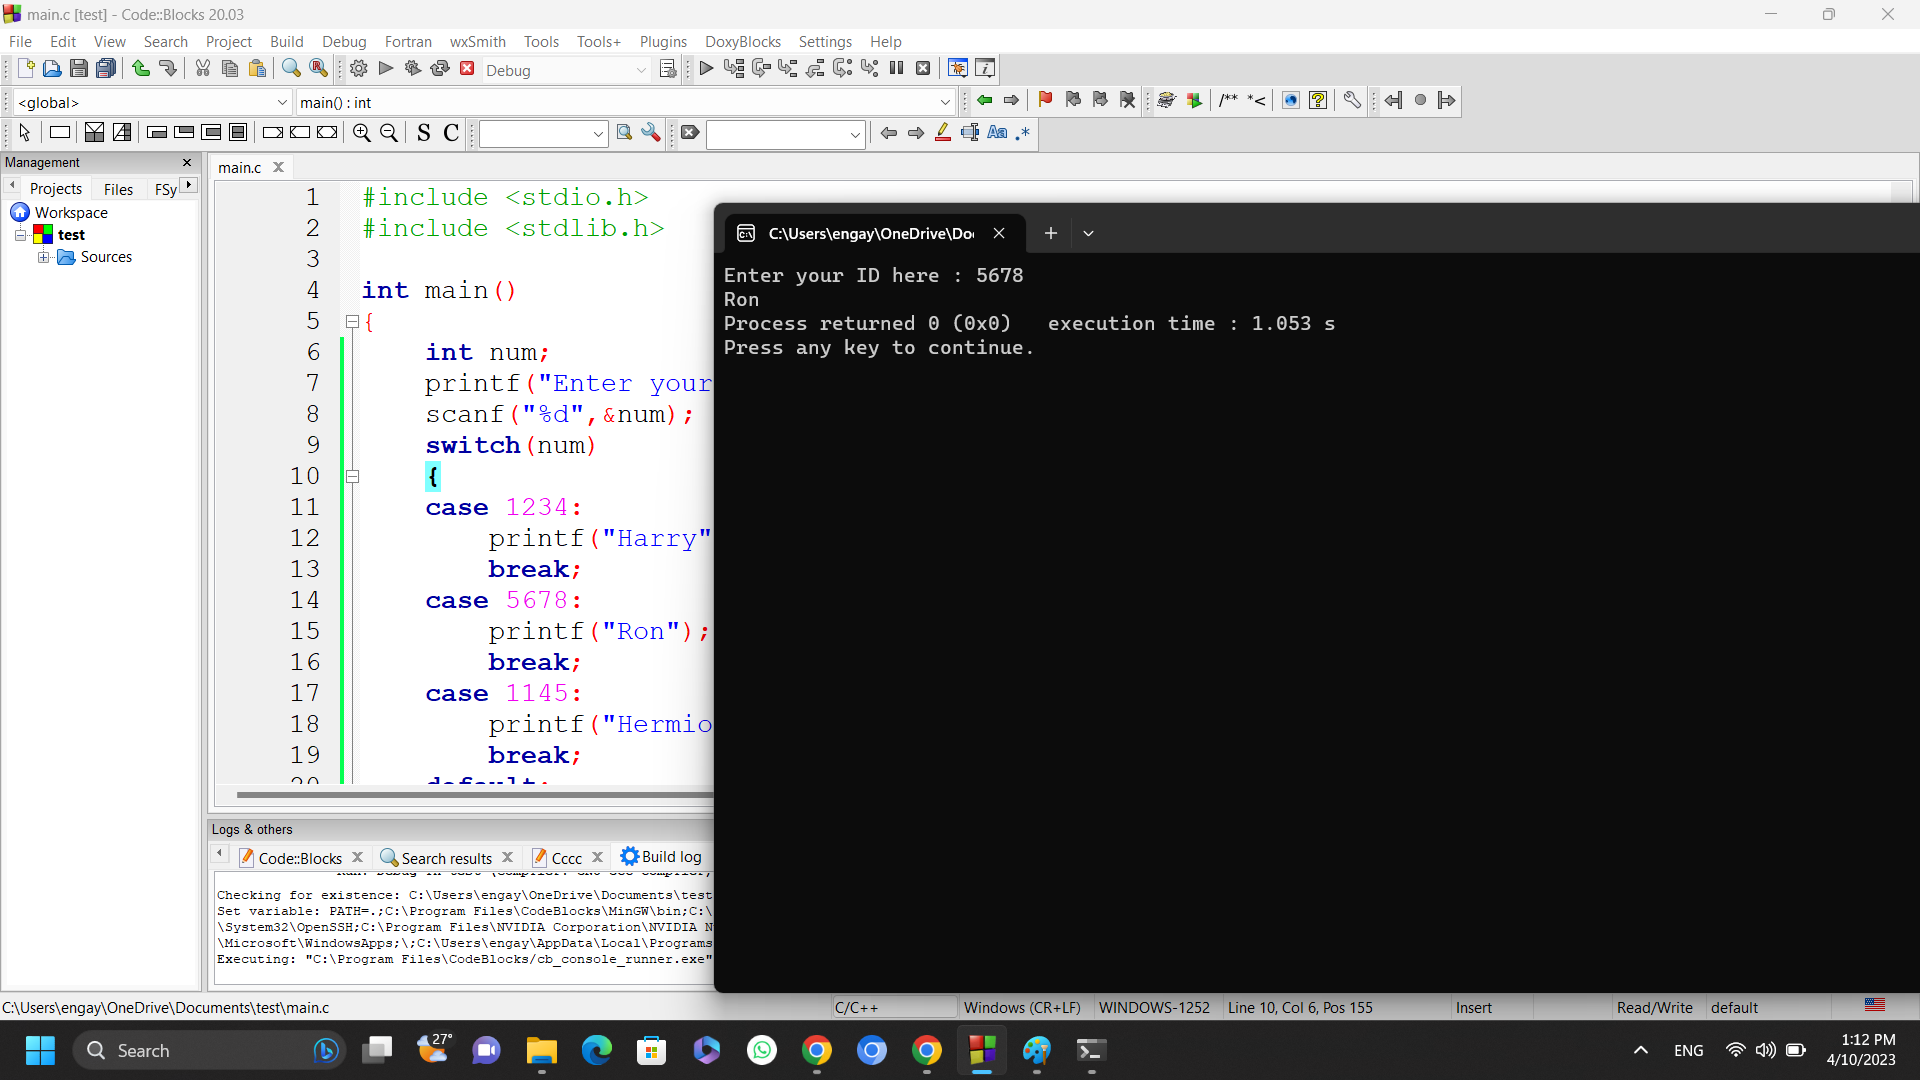 main.c [test] - Code::Blocks 20.03
File Edit View Search Project Build Debug Fortran wxSmith Tools Tools+ Plugins DoxyBlocks Settings Help
Debug
<global> main() : int
/** *<
S C Aa .*
Management
main.c
Projects Files FSy
Workspace
test
Sources
1 #include <stdio.h>
2 #include <stdlib.h>
3
4 int main()
5 {
6 int num;
7 printf("Enter your
8 scanf("%d",&num);
9 switch(num)
10 {
11 case 1234:
12 printf("Harry"
13 break;
14 case 5678:
15 printf("Ron");
16 break;
17 case 1145:
18 printf("Hermio
19 break;
20 default:
C:\Users\engay\OneDrive\Do
Enter your ID here : 5678
Ron
Process returned 0 (0x0) execution time : 1.053 s
Press any key to continue.
Logs & others
Code::Blocks Search results Cccc Build log
Checking for existence: C:\Users\engay\OneDrive\Documents\test
Set variable: PATH=.;C:\Program Files\CodeBlocks\MinGW\bin;C:\
\System32\OpenSSH;C:\Program Files\NVIDIA Corporation\NVIDIA N
\Microsoft\WindowsApps;\;C:\Users\engay\AppData\Local\Programs
Executing: "C:\Program Files\CodeBlocks/cb_console_runner.exe"
C:\Users\engay\OneDrive\Documents\test\main.c C/C++ Windows (CR+LF) WINDOWS-1252 Line 10, Col 6, Pos 155 Insert Read/Write default
Search
27°
ENG
1:12 PM
4/10/2023